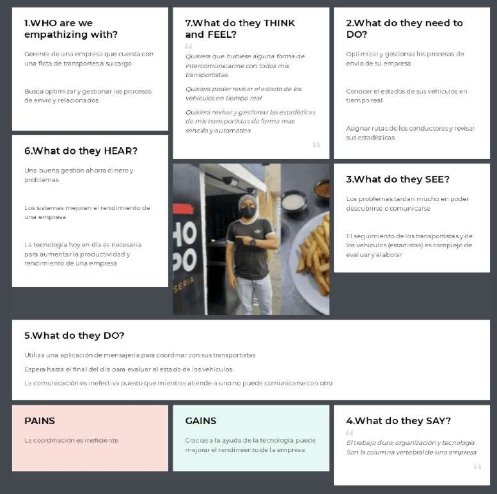 1.WHO are we
empathizing with?
Gerente de una empresa que cuenta con
una flota de transportes a su cargo
Busca optimizar y gestionar los procesos
de envio y relacionades.
7.What do they THINK
and FEEL?
Quisiera que hubiese alguna forma de
intercomunicarme con todos mis
transportistas
Quisiera poder revisar el estado de los
vehículos en tiempo real
Quisiera revisar y gestionar las estadísticas
de mis transportistas de forma mas
sencilla y automática
2.What do they need to
DO?
Optimizar y gestionas los procesos de
envio de su empresa
Conocer el estados de sus vehículos en
tiempo real
Asignar rutas de los conductores y revisar
sus estadísticas
6.What do they HEAR?
Una buena gestión ahorra dinero y
problemas
Los sistemas mejoran el rendimiento de
una empresa
La tecnología hoy en día es necesaria
para aumentar la productividad y
rendimiento de una empresa
HO
PO
SERIA
3.What do they SEE?
Los problemas tardan mucho en poder
descubrirse o comunicarse
El seguimiento de los transportistas y de
los vehículos (estadistas) es complejo de
evaluar y elaborar
5.What do they DO?
Utiliza una aplicación de mensajería para coordinar con sus transportistas
Espera hasta el final del día para evaluar el estado de los vehículos
La comunicación es inefectiva puesto que mientras atiende a uno no puede comunicarse con otro
PAINS
La coordinación es ineficiente
GAINS
Gracias a la ayuda de la tecnología puede
mejorar el rendimiento de la empresa
4.What do they SAY?
El trabajo duro, organización y tecnología
Son la columna vertebral de una empresa